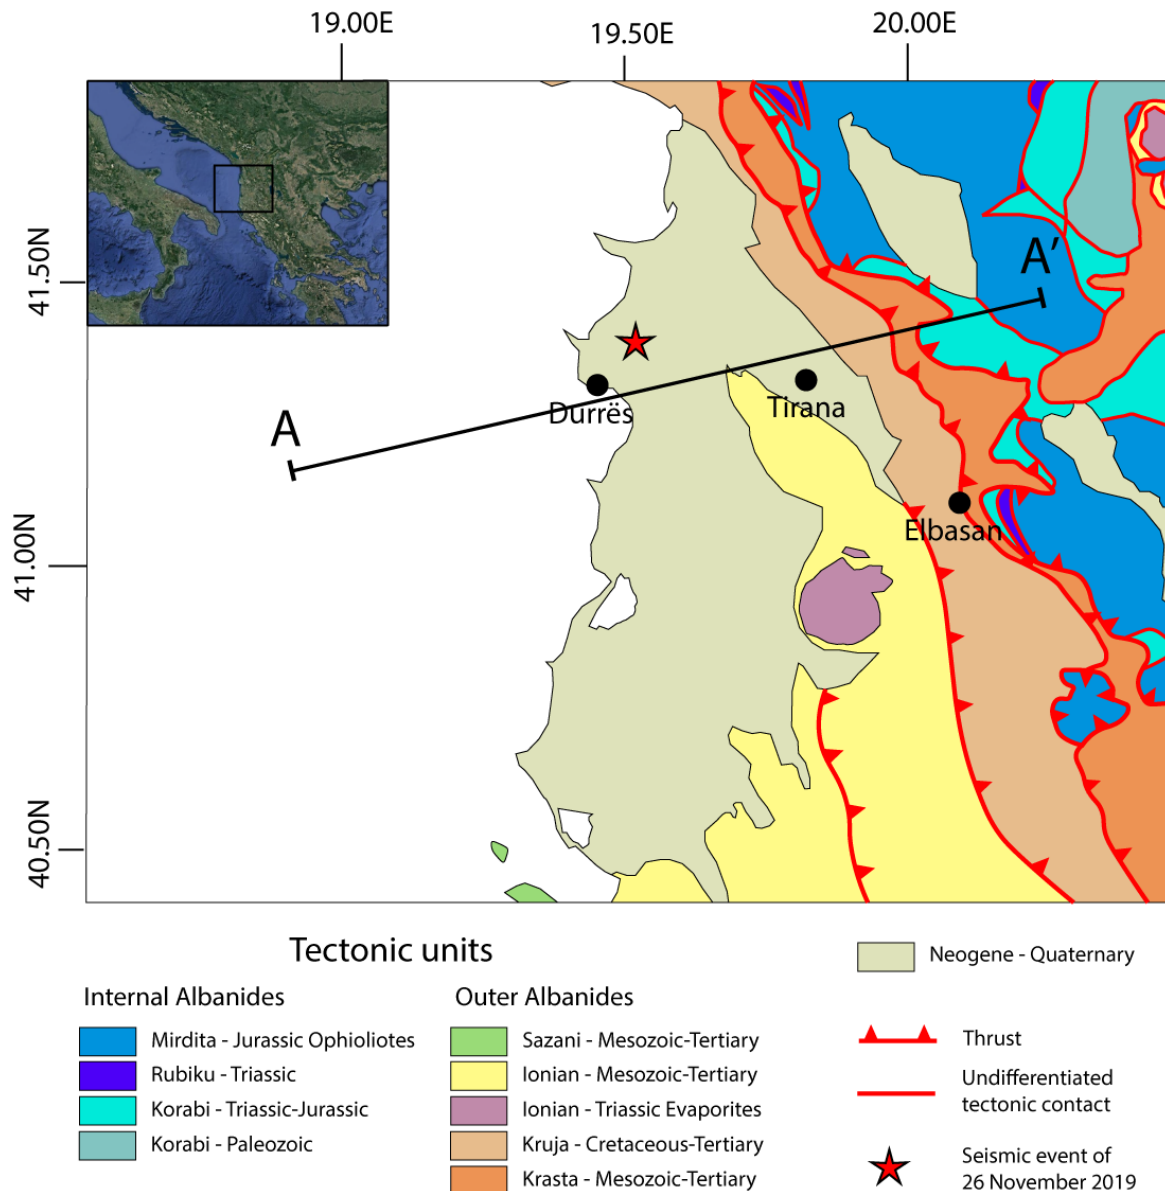 19.00E
19.50E
20.00E
41.50N
41.00N
40.50N
A'
A
Durrës
Tirana
Elbasan
Tectonic units
Internal Albanides
Mirdita - Jurassic Ophioliotes
Rubiku - Triassic
Korabi - Triassic-Jurassic
Korabi - Paleozoic
Outer Albanides
Sazani - Mesozoic-Tertiary
Ionian - Mesozoic-Tertiary
Ionian - Triassic Evaporites
Kruja - Cretaceous-Tertiary
Krasta - Mesozoic-Tertiary
Neogene - Quaternary
Thrust
Undifferentiated
tectonic contact
Seismic event of
26 November 2019